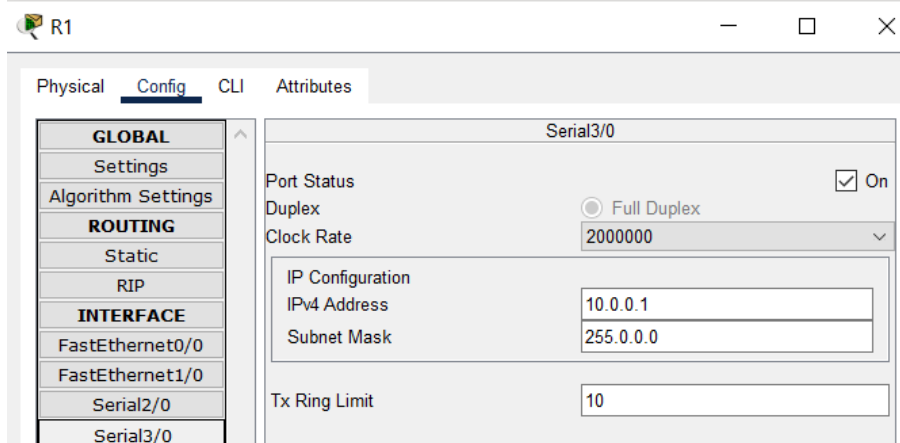 R1
Physical Config CLI Attributes
GLOBAL
Settings
Algorithm Settings
ROUTING
Static
RIP
INTERFACE
FastEthernet0/0
FastEthernet1/0
Serial2/0
Serial3/0
Serial3/0
Port Status On
Duplex Full Duplex
Clock Rate 2000000
IP Configuration
IPv4 Address 10.0.0.1
Subnet Mask 255.0.0.0
Tx Ring Limit 10